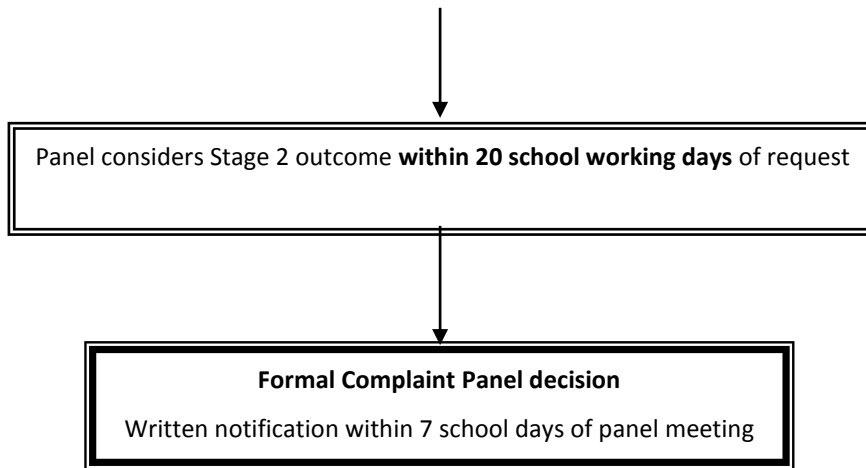 Panel considers Stage 2 outcome within 20 school working days of request
Formal Complaint Panel decision
Written notification within 7 school days of panel meeting